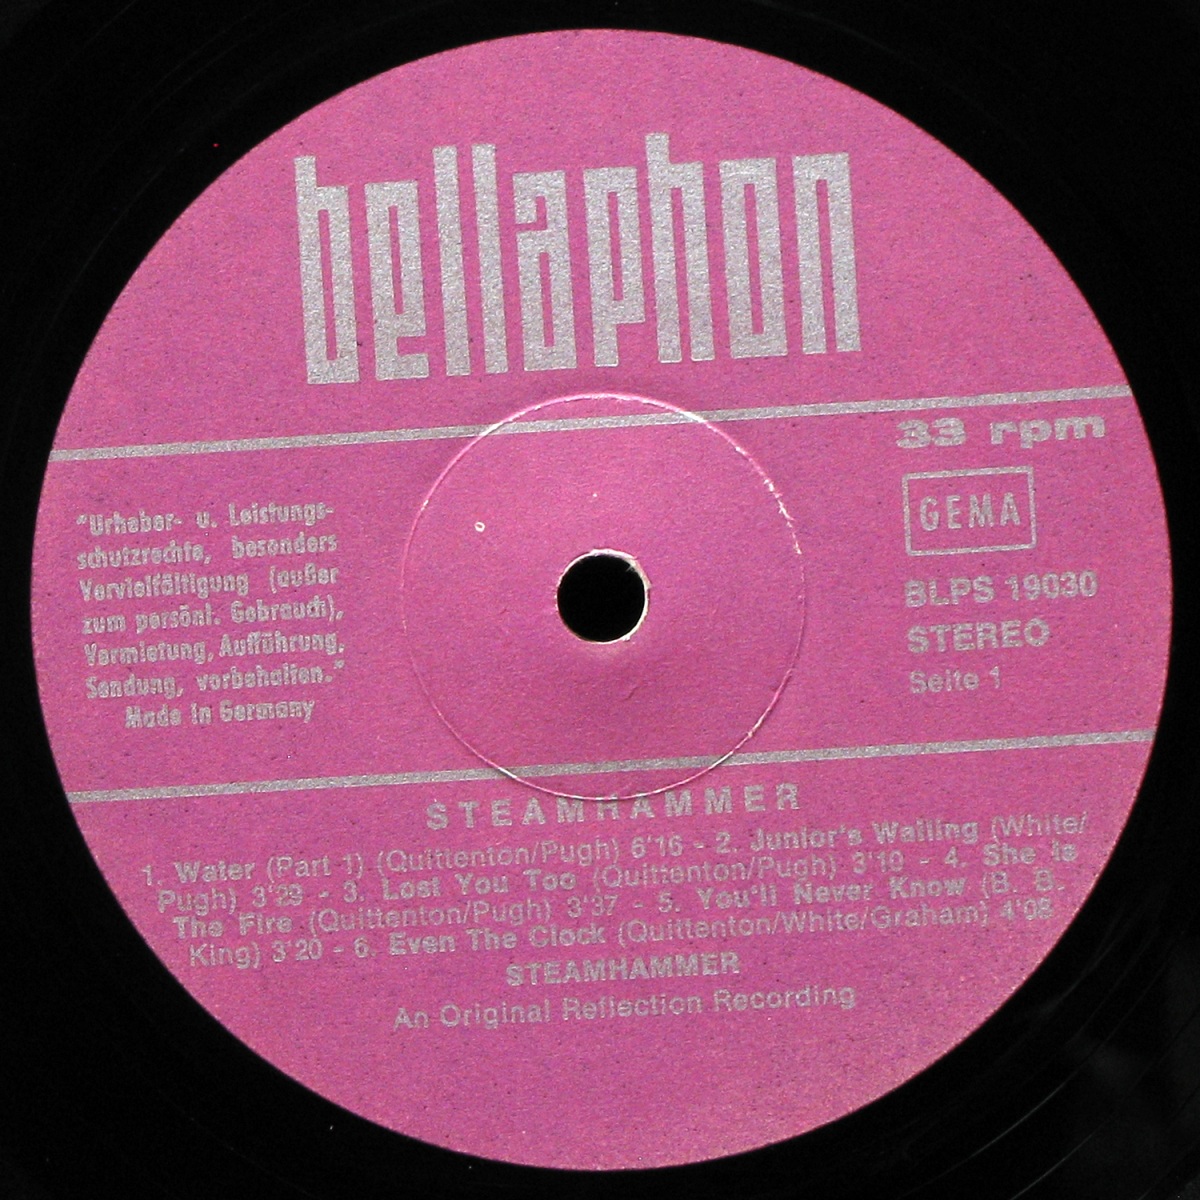 bellaphon
33 rpm
GEMA
BLPS 19030
STEREO
Seite 1
"Urheber- u. Leistungs-
schutzrechte, besonders
Vervielfältigung (außer
zum persönl. Gebrauch),
Vermietung, Aufführung,
Sendung, vorbehalten."
Made in Germany
STEAMHAMMER
1. Water (Part 1) (Quittenton/Pugh) 6'16 - 2. Junior's Wailing (White/
Pugh) 3'29 - 3. Lost You Too (Quittenton/Pugh) 3'19 - 4. She Is
The Fire (Quittenton/Pugh) 3'37 - 5. You'll Never Know (B. B.
King) 3'20 - 6. Even The Clock (Quittenton/White/Graham) 4'08
STEAMHAMMER
An Original Reflection Recording